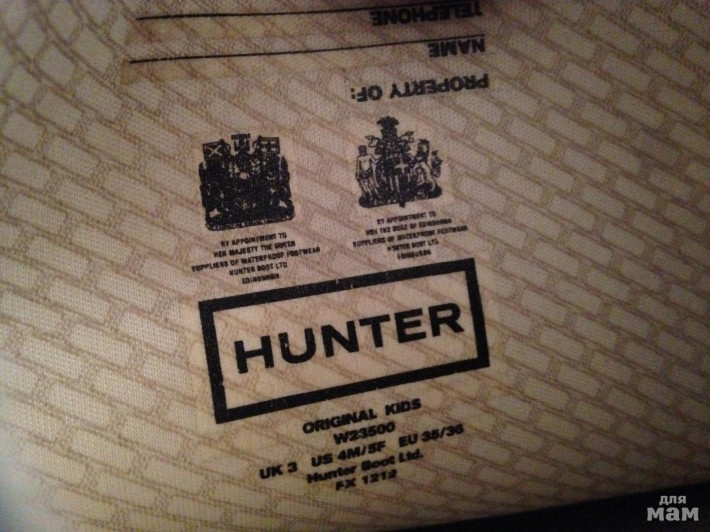 TELEPHONE
NAME
PROPERTY OF:
BY APPOINTMENT TO
HER MAJESTY THE QUEEN
SUPPLIERS OF WATERPROOF FOOTWEAR
HUNTER BOOT LTD
EDINBURGH
BY APPOINTMENT TO
HRH THE DUKE OF EDINBURGH
SUPPLIERS OF WATERPROOF FOOTWEAR
HUNTER BOOT LTD
EDINBURGH
HUNTER
ORIGINAL KIDS
W23500
UK 3 US 4M/5F EU 35/36
Hunter Boot Ltd.
FX 1212
для
мам